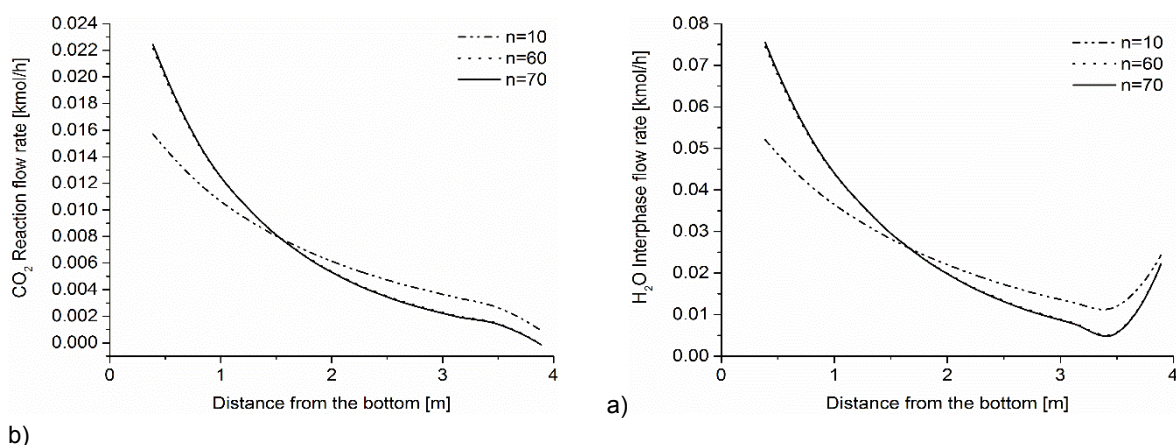 0.024
0.022
0.020
0.018
0.016
0.014
0.012
0.010
0.008
0.006
0.004
0.002
0.000
CO2 Reaction flow rate [kmol/h]
n=10
n=60
n=70
0 1 2 3 4
Distance from the bottom [m]
a)
0.08
0.07
0.06
0.05
0.04
0.03
0.02
0.01
0.00
H2O Interphase flow rate [kmol/h]
n=10
n=60
n=70
0 1 2 3 4
Distance from the bottom [m]
b)